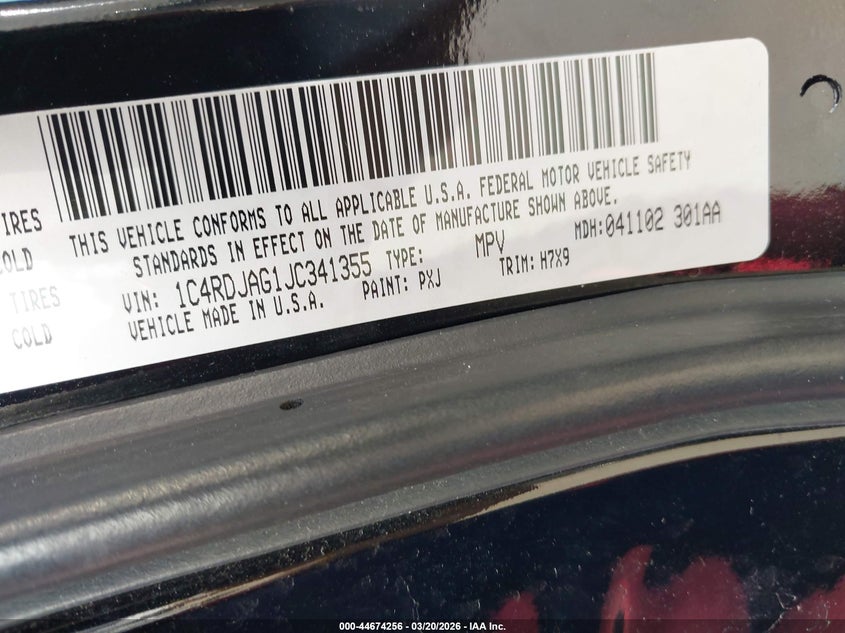 TIRES
COLD
TIRES
COLD
THIS VEHICLE CONFORMS TO ALL APPLICABLE U.S.A. FEDERAL MOTOR VEHICLE SAFETY
STANDARDS IN EFFECT ON THE DATE OF MANUFACTURE SHOWN ABOVE.
VIN: 1C4RDJAG1JC341355 TYPE: MPV MDH:041102 301AA
VEHICLE MADE IN U.S.A. PAINT: PXJ TRIM: H7X9
000-44674256 - 03/20/2026 - IAA Inc.